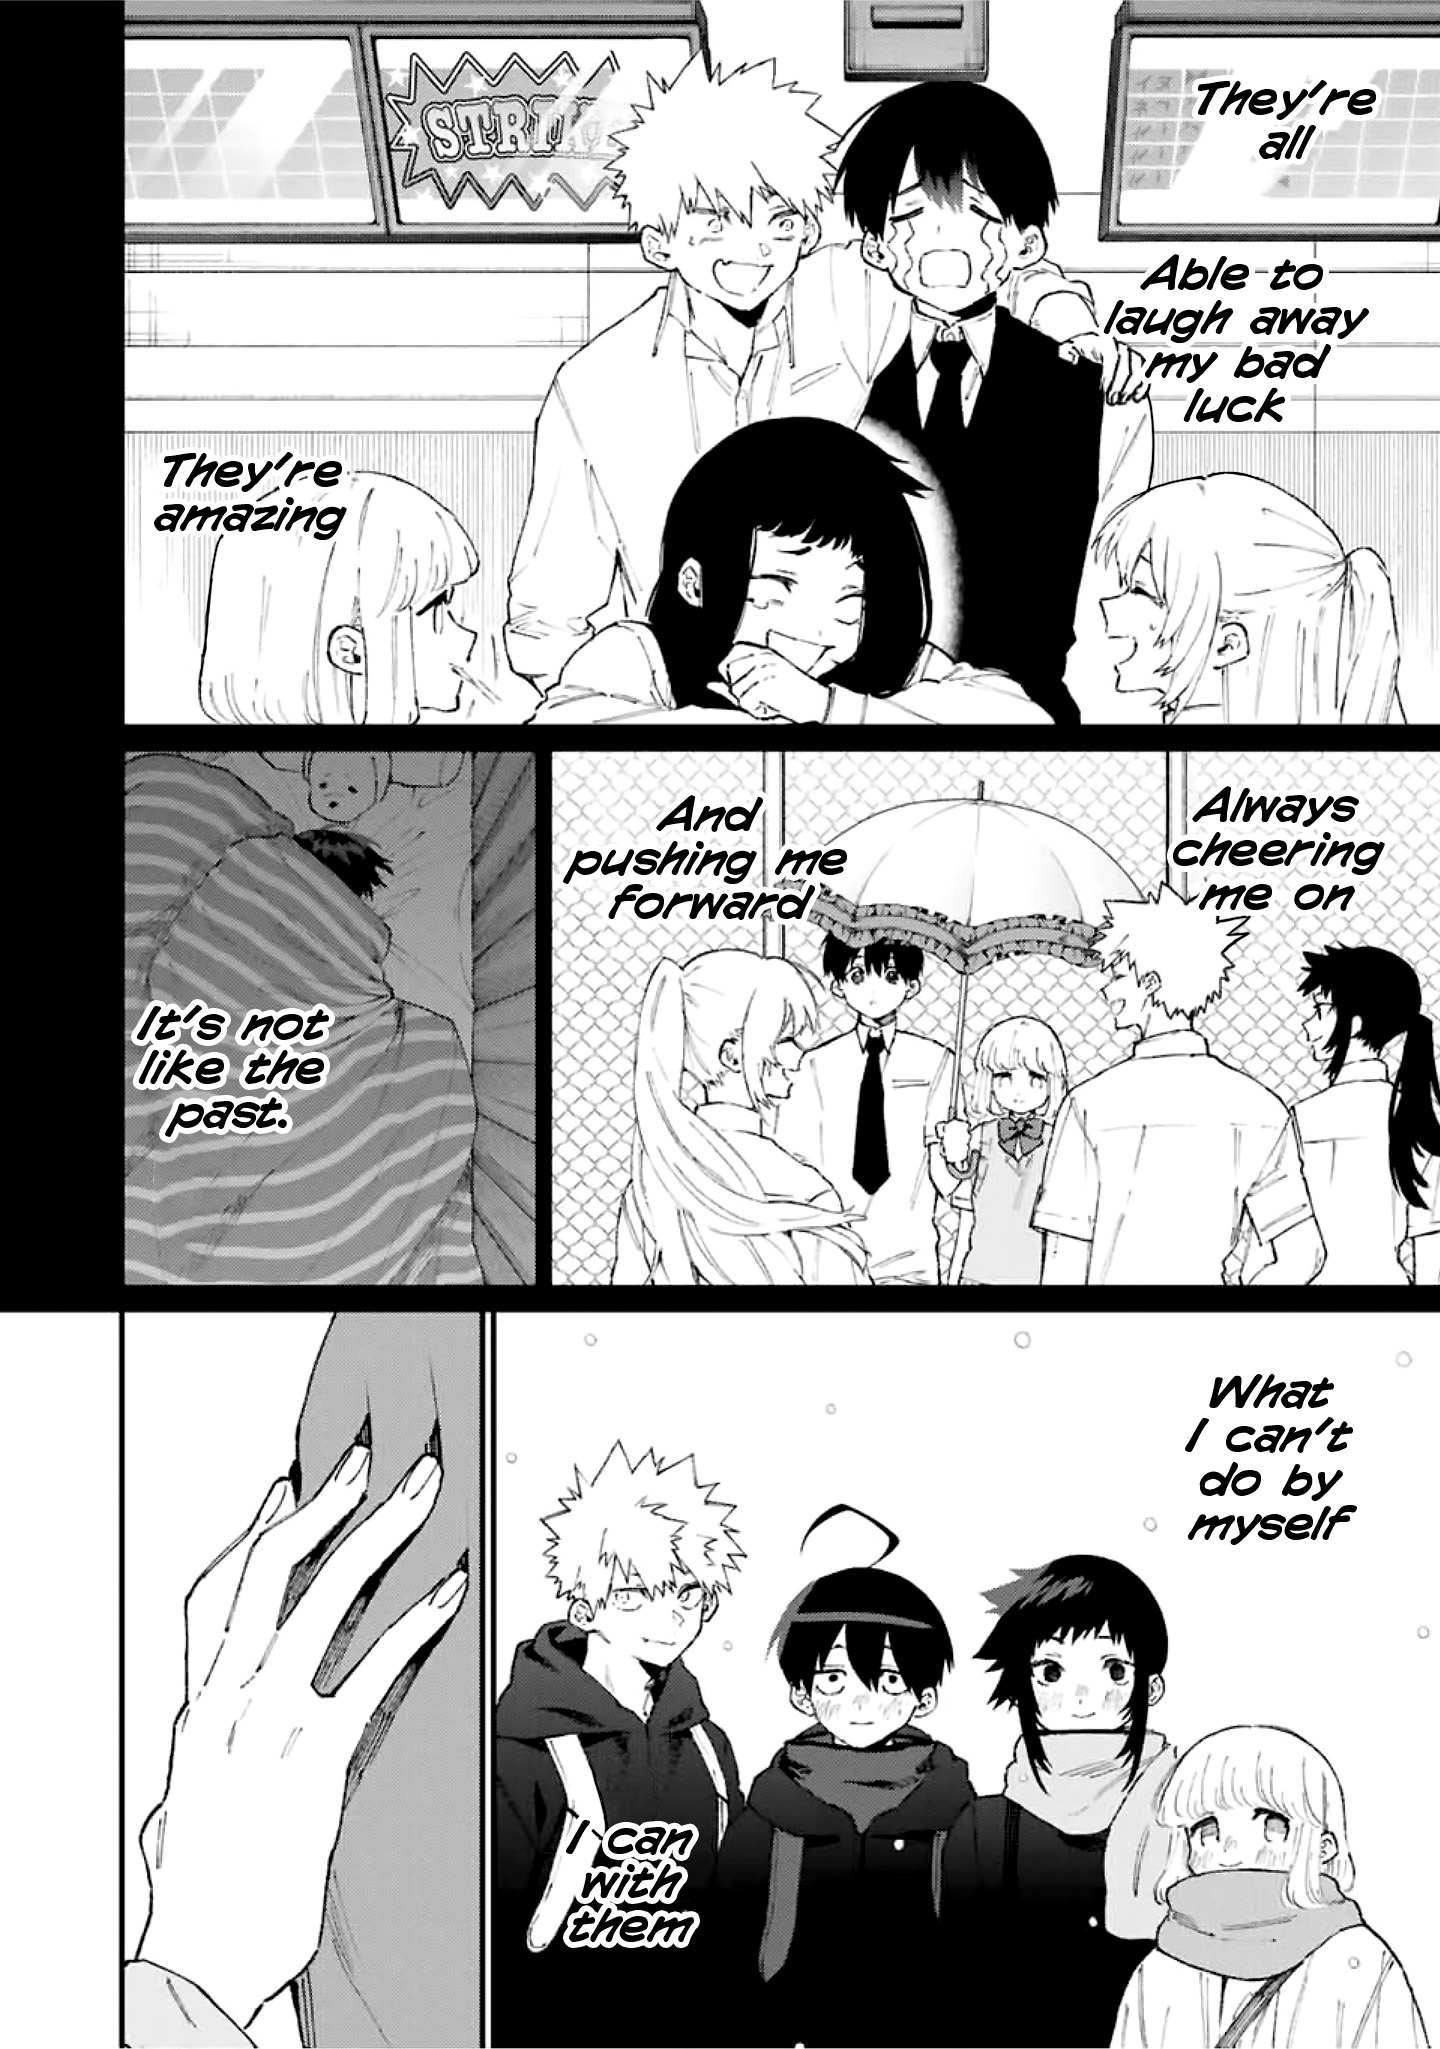 They're
all
Able to
laugh away
my bad
luck
STRIKE
They're
amazing
Always
cheering
me on
And
pushing me
forward
It's not
like the
past.
What
I can't
do by
myself
I can
with
them